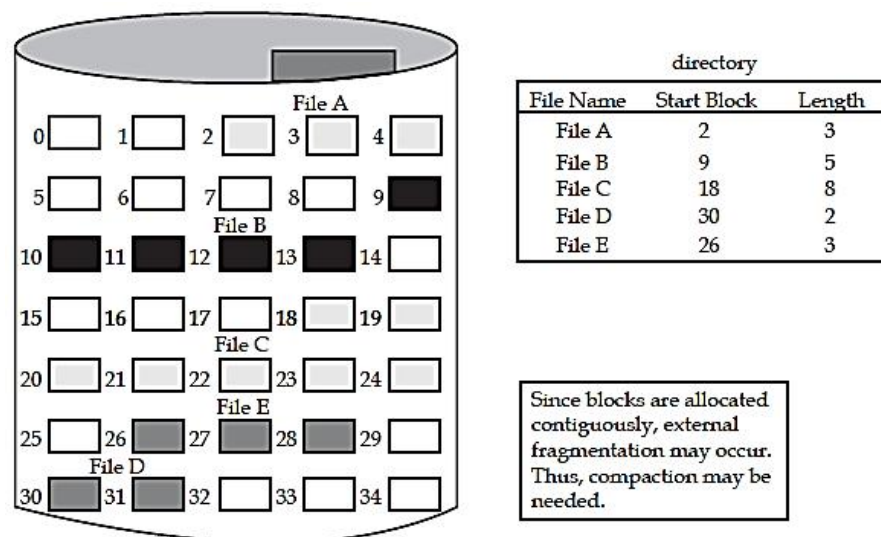 File A
0 1 2 3 4
5 6 7 8 9
File B
10 11 12 13 14
15 16 17 18 19
File C
20 21 22 23 24
File E
25 26 27 28 29
File D
30 31 32 33 34
directory
File Name Start Block Length
File A 2 3
File B 9 5
File C 18 8
File D 30 2
File E 26 3
Since blocks are allocated
contiguously, external
fragmentation may occur.
Thus, compaction may be
needed.